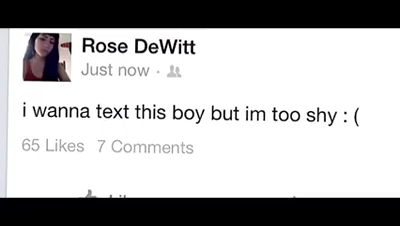 Rose DeWitt
Just now ·
i wanna text this boy but im too shy : (
65 Likes 7 Comments